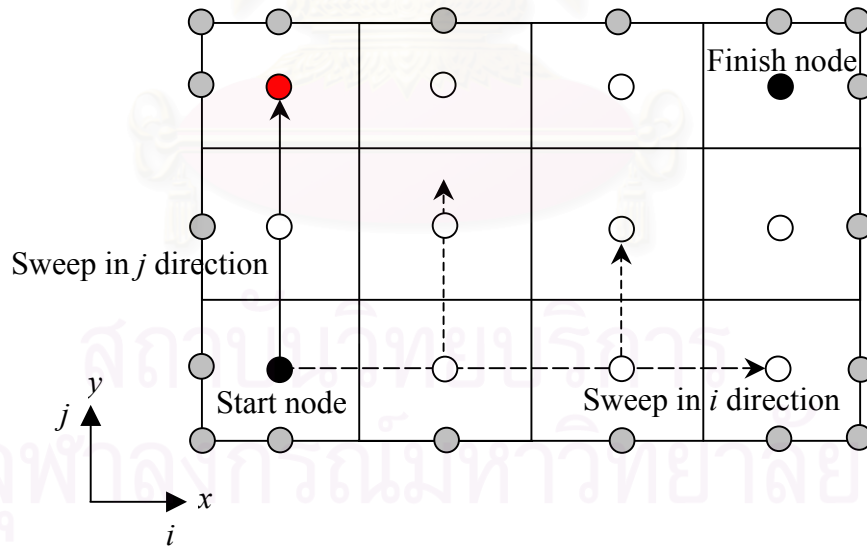 Finish node
Sweep in j direction
สถาบันวิทยบริการ
Start node
Sweep in i direction
y
j
จุฬาลงกรณ์มหาวิทยาลัย
x
i